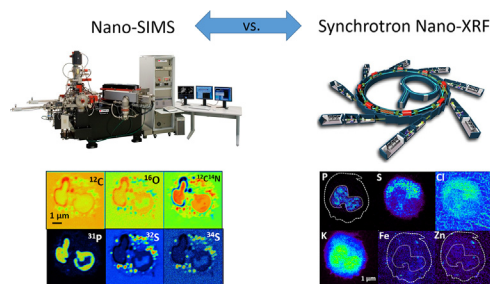 Nano-SIMS vs. Synchrotron Nano-XRF
¹²C ¹⁶O ¹²C¹⁴N
1 µm
³¹P ³²S ³⁴S
P S Cl
K Fe Zn
1 µm